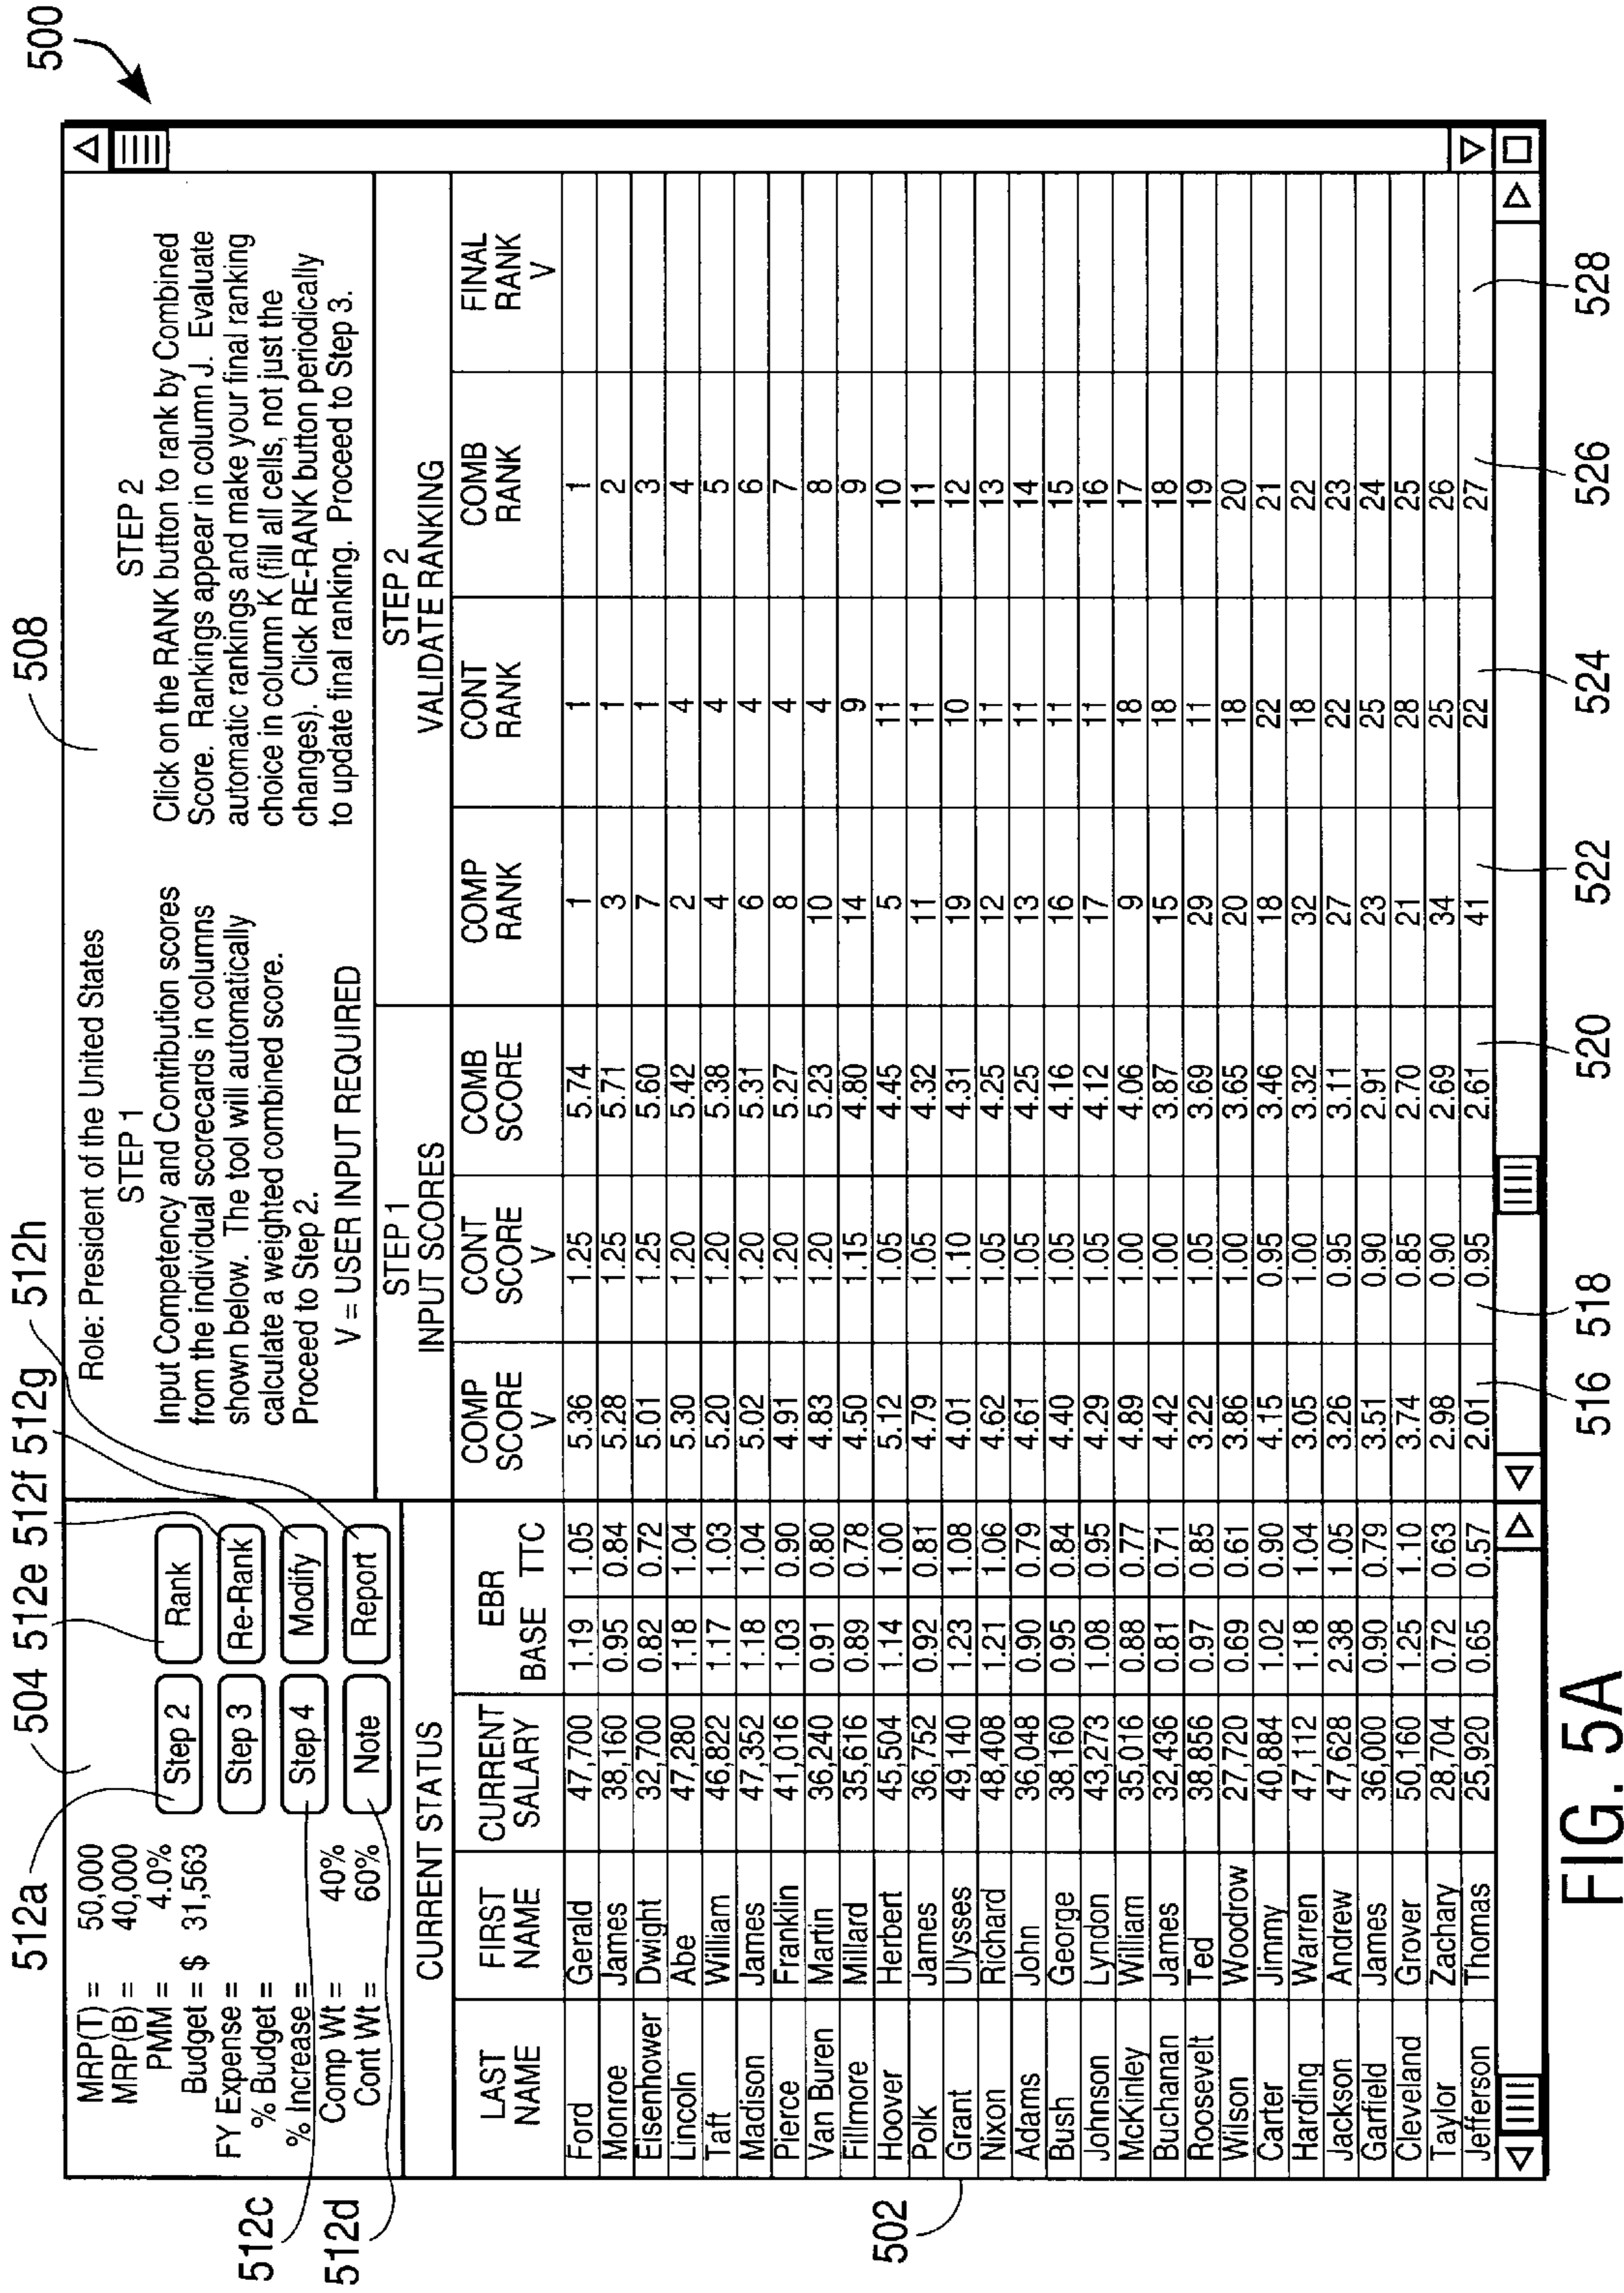 500
508
512a 504 512e 512f 512g 512h
MRP(T) = 50,000
MRP(B) = 40,000
PMM = 4.0%
Budget = $ 31,563
FY Expense =
% Budget =
% Increase =
Comp Wt = 40%
Cont Wt = 60%
Step 2 Rank
Step 3 Re-Rank
Step 4 Modify
Note Report
Role: President of the United States
STEP 1
Input Competency and Contribution scores
from the individual scorecards in columns
shown below. The tool will automatically
calculate a weighted combined score.
Proceed to Step 2.
V = USER INPUT REQUIRED
STEP 2
Click on the RANK button to rank by Combined
Score. Rankings appear in column J. Evaluate
automatic rankings and make your final ranking
choice in column K (fill all cells, not just the
changes). Click RE-RANK button periodically
to update final ranking. Proceed to Step 3.
512c
512d
CURRENT STATUS
STEP 1
INPUT SCORES
STEP 2
VALIDATE RANKING
LAST FIRST CURRENT EBR COMP CONT COMB COMP CONT COMB FINAL
NAME NAME SALARY BASE TTC SCORE SCORE SCORE RANK RANK RANK RANK
V V V
Ford Gerald 47,700 1.19 1.05 5.36 1.25 5.74 1 1 1
Monroe James 38,160 0.95 0.84 5.28 1.25 5.71 3 1 2
Eisenhower Dwight 32,700 0.82 0.72 5.01 1.25 5.60 7 1 3
Lincoln Abe 47,280 1.18 1.04 5.30 1.20 5.42 2 4 4
Taft William 46,822 1.17 1.03 5.20 1.20 5.38 4 4 5
Madison James 47,352 1.18 1.04 5.02 1.20 5.31 6 4 6
Pierce Franklin 41,016 1.03 0.90 4.91 1.20 5.27 8 4 7
Van Buren Martin 36,240 0.91 0.80 4.83 1.20 5.23 10 4 8
Fillmore Millard 35,616 0.89 0.78 4.50 1.15 4.80 14 9 9
Hoover Herbert 45,504 1.14 1.00 5.12 1.05 4.45 5 11 10
Polk James 36,752 0.92 0.81 4.79 1.05 4.32 11 11 11
Grant Ulysses 49,140 1.23 1.08 4.01 1.10 4.31 19 10 12
Nixon Richard 48,408 1.21 1.06 4.62 1.05 4.25 12 11 13
Adams John 36,048 0.90 0.79 4.61 1.05 4.25 13 11 14
Bush George 38,160 0.95 0.84 4.40 1.05 4.16 16 11 15
Johnson Lyndon 43,273 1.08 0.95 4.29 1.05 4.12 17 11 16
McKinley William 35,016 0.88 0.77 4.89 1.00 4.06 9 18 17
Buchanan James 32,436 0.81 0.71 4.42 1.00 3.87 15 18 18
Roosevelt Ted 38,856 0.97 0.85 3.22 1.05 3.69 29 11 19
Wilson Woodrow 27,720 0.69 0.61 3.86 1.00 3.65 20 18 20
Carter Jimmy 40,884 1.02 0.90 4.15 0.95 3.46 18 22 21
Harding Warren 47,112 1.18 1.04 3.05 1.00 3.32 32 18 22
Jackson Andrew 47,628 2.38 1.05 3.26 0.95 3.11 27 22 23
Garfield James 36,000 0.90 0.79 3.51 0.90 2.91 23 25 24
Cleveland Grover 50,160 1.25 1.10 3.74 0.85 2.70 21 28 25
Taylor Zachary 28,704 0.72 0.63 2.98 0.90 2.69 34 25 26
Jefferson Thomas 25,920 0.65 0.57 2.01 0.95 2.61 41 22 27
502
516 518 520 522 524 526 528
FIG. 5A